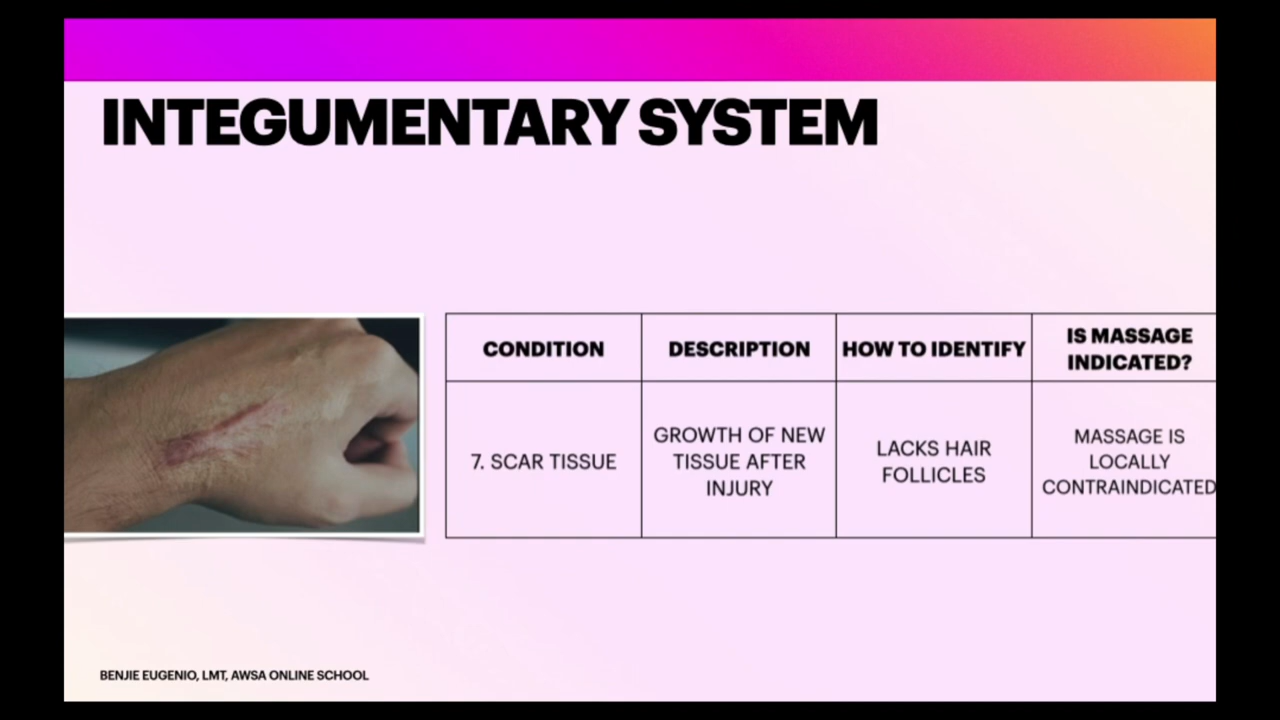 INTEGUMENTARY SYSTEM
CONDITION
DESCRIPTION
HOW TO IDENTIFY
IS MASSAGE
INDICATED?
7. SCAR TISSUE
GROWTH OF NEW
TISSUE AFTER
INJURY
LACKS HAIR
FOLLICLES
MASSAGE IS
LOCALLY
CONTRAINDICATED
BENJIE EUGENIO, LMT, AWSA ONLINE SCHOOL